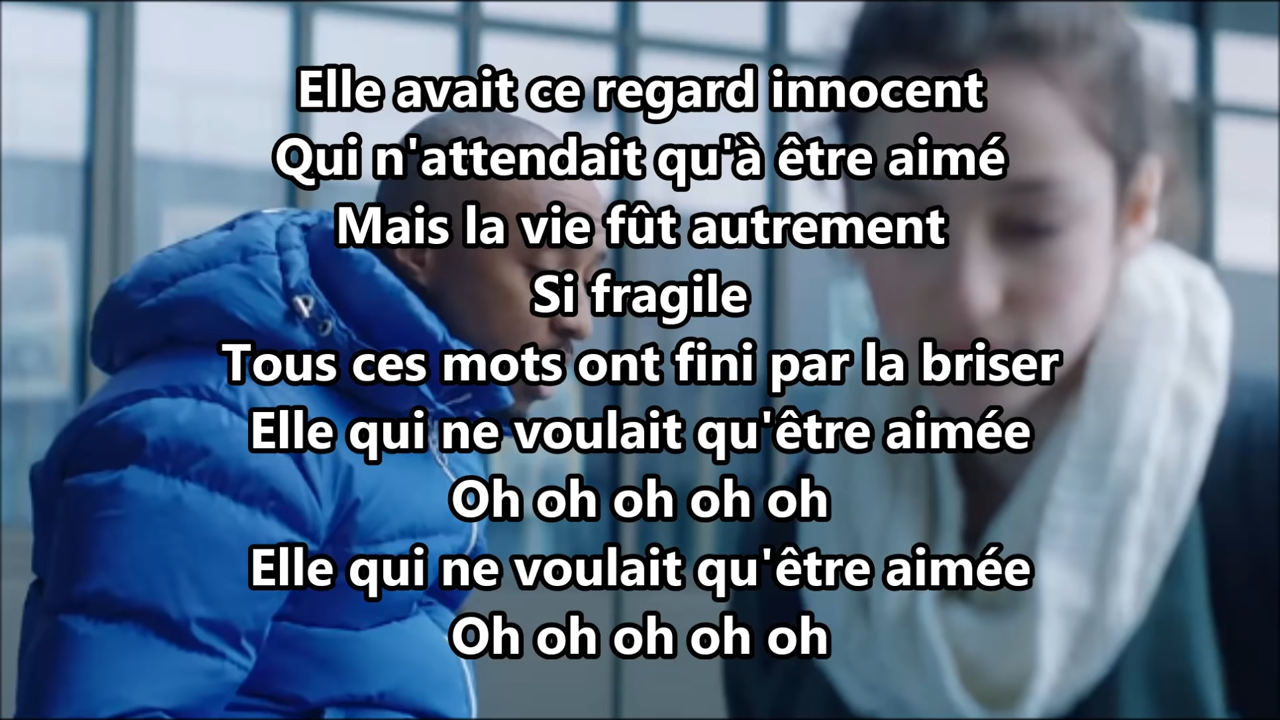 Elle avait ce regard innocent
Qui n'attendait qu'à être aimé
Mais la vie fût autrement
Si fragile
Tous ces mots ont fini par la briser
Elle qui ne voulait qu'être aimée
Oh oh oh oh oh
Elle qui ne voulait qu'être aimée
Oh oh oh oh oh